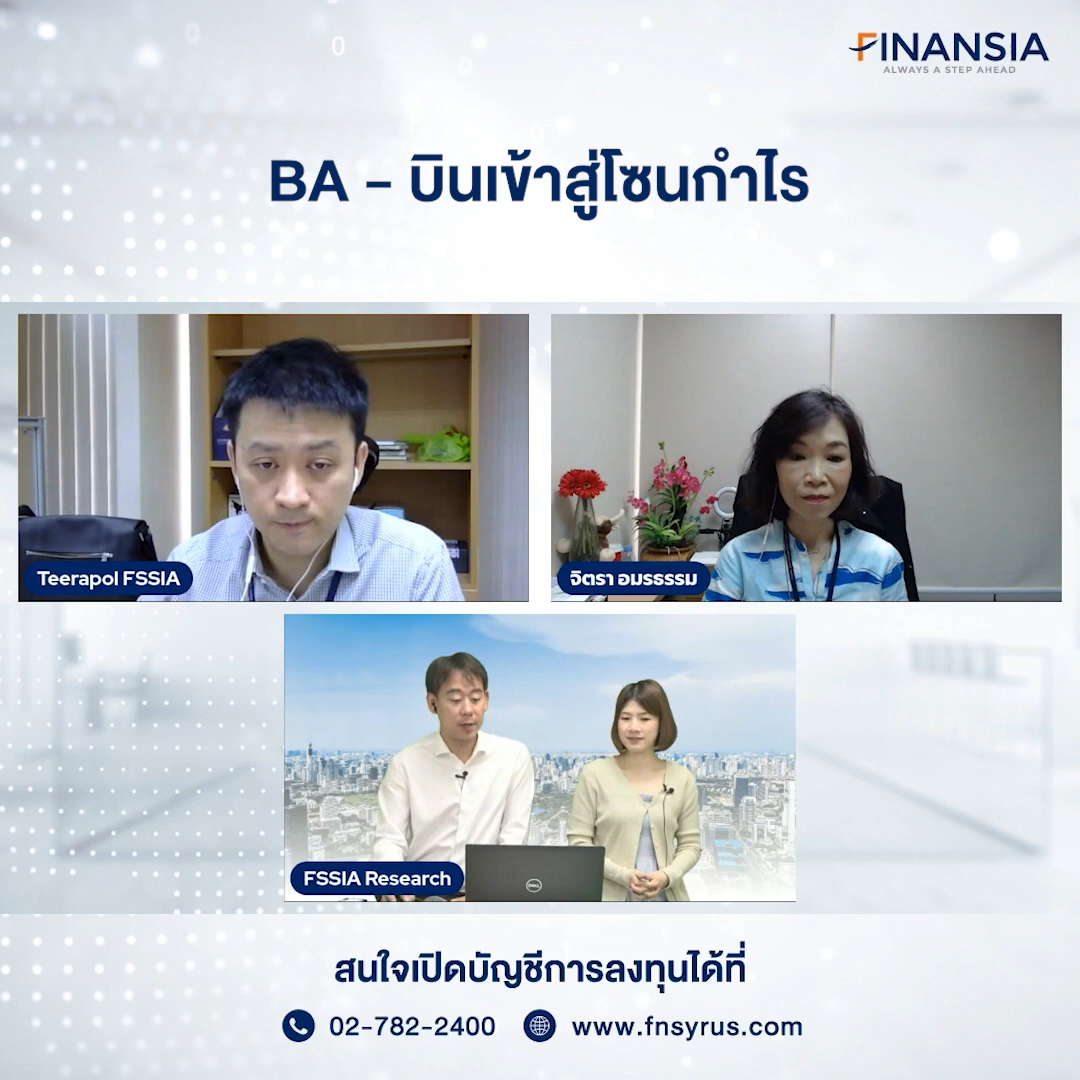 FINANSIA
ALWAYS A STEP AHEAD
BA – บินเข้าสู่โซนกำไร
Teerapol FSSIA
จิตรา อมรธรรม
FSSIA Research
DELL
สนใจเปิดบัญชีการลงทุนได้ที่
02-782-2400 www.fnsyrus.com